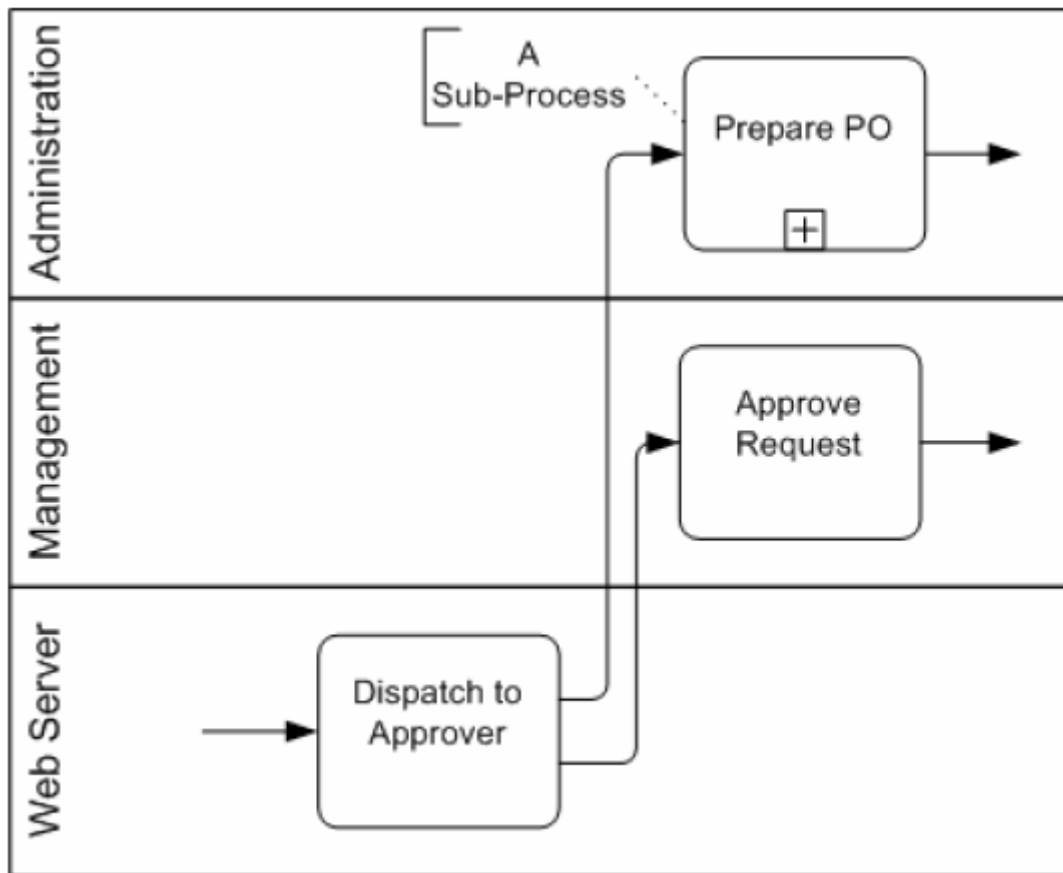 Administration
A
Sub-Process
Prepare PO
Management
Approve
Request
Web Server
Dispatch to
Approver